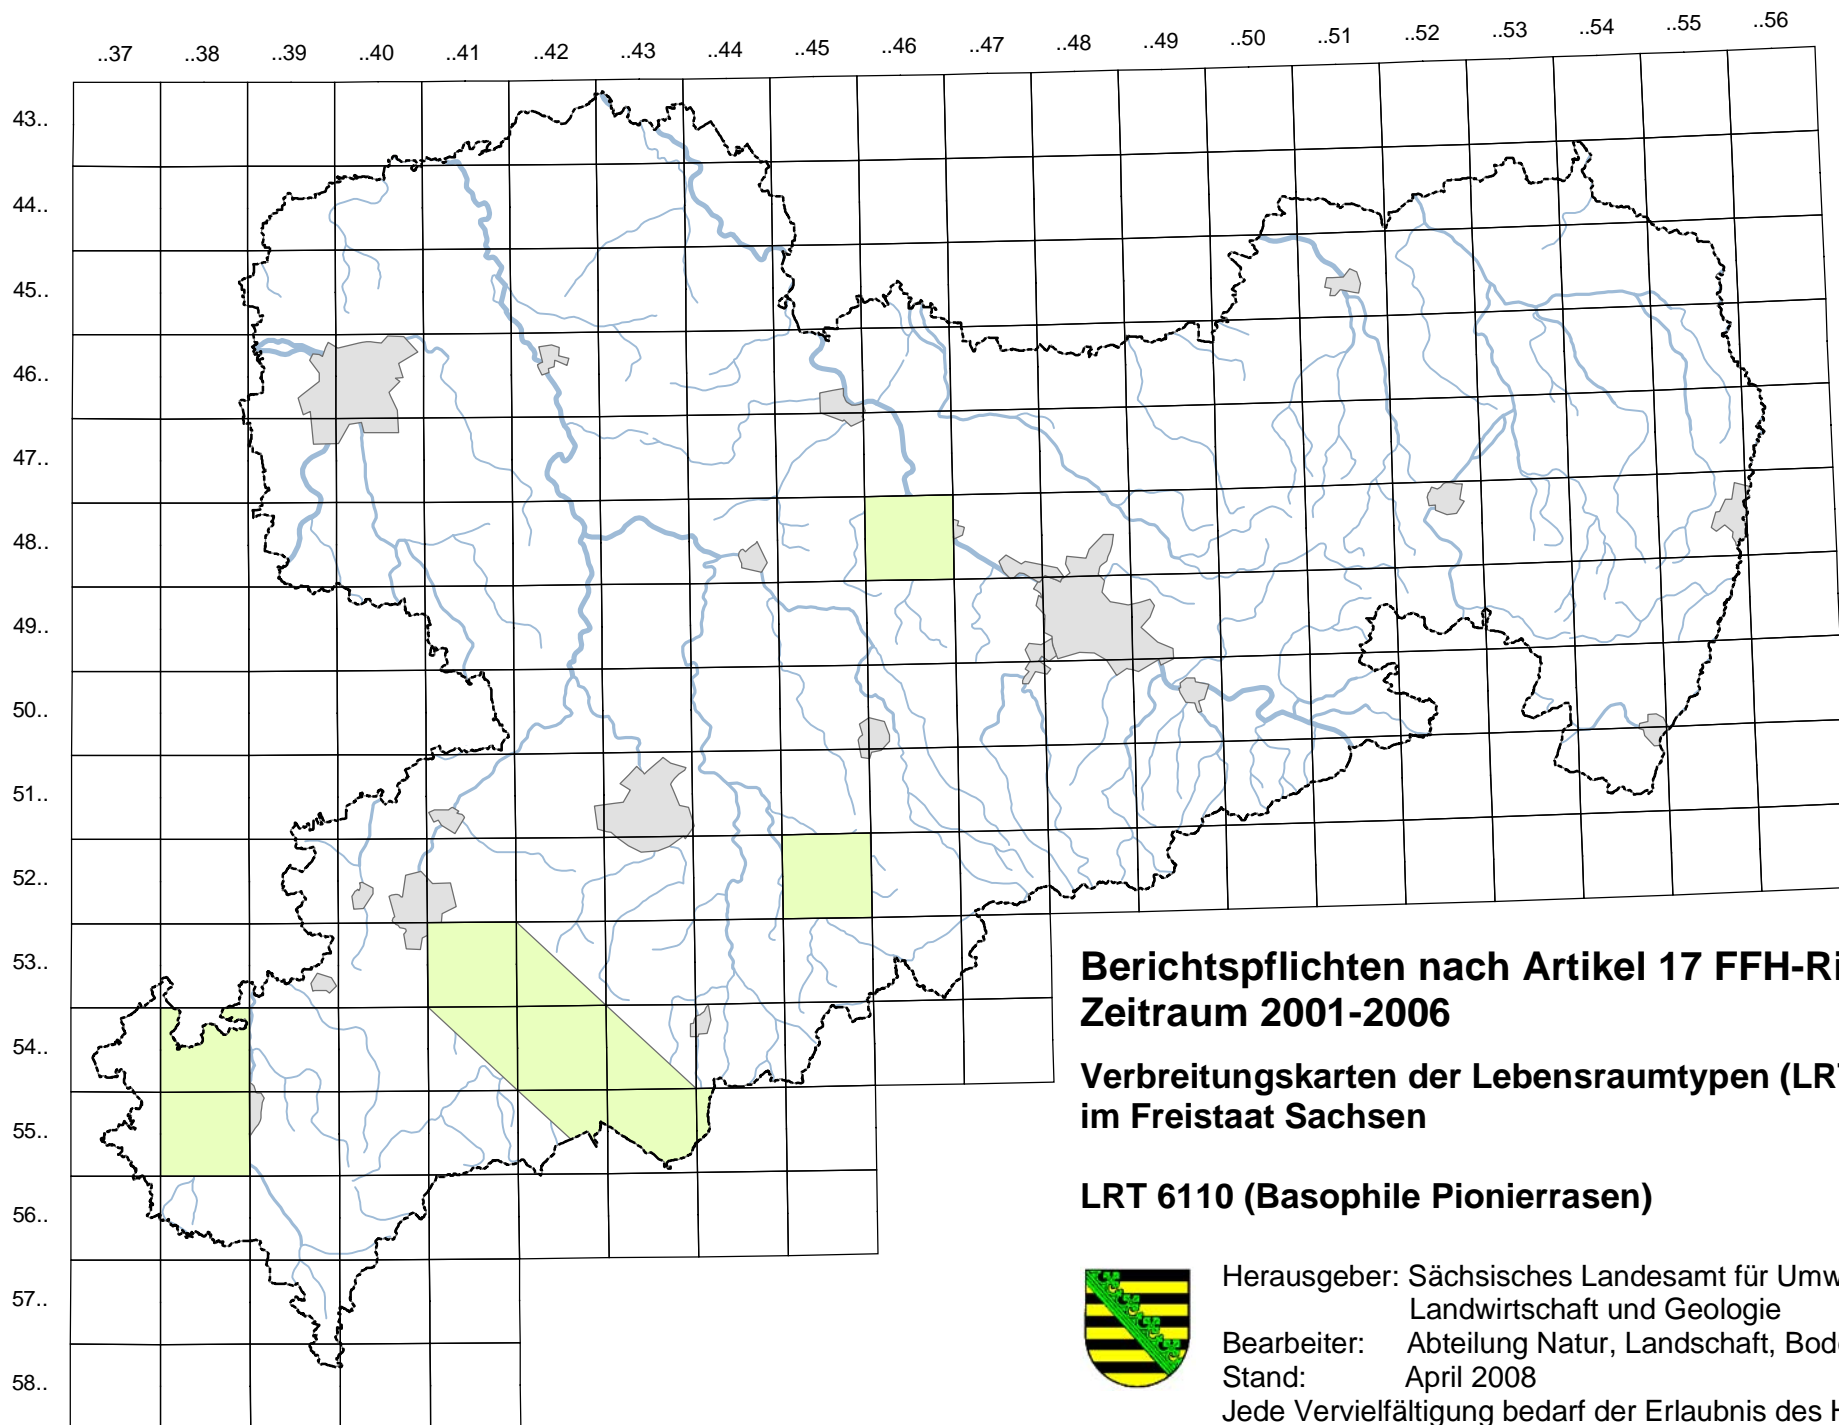 ..37 ..38 ..39 ..40 ..41 ..42 ..43 ..44 ..45 ..46 ..47 ..48 ..49 ..50 ..51 ..52 ..53 ..54 ..55 ..56
43..
44..
45..
46..
47..
48..
49..
50..
51..
52..
53..
54..
55..
56..
57..
58..
Berichtspflichten nach Artikel 17 FFH-Ri
Zeitraum 2001-2006
Verbreitungskarten der Lebensraumtypen (LRT
im Freistaat Sachsen
LRT 6110 (Basophile Pionierrasen)
Herausgeber: Sächsisches Landesamt für Umw
Landwirtschaft und Geologie
Bearbeiter: Abteilung Natur, Landschaft, Bod
Stand: April 2008
Jede Vervielfältigung bedarf der Erlaubnis des H